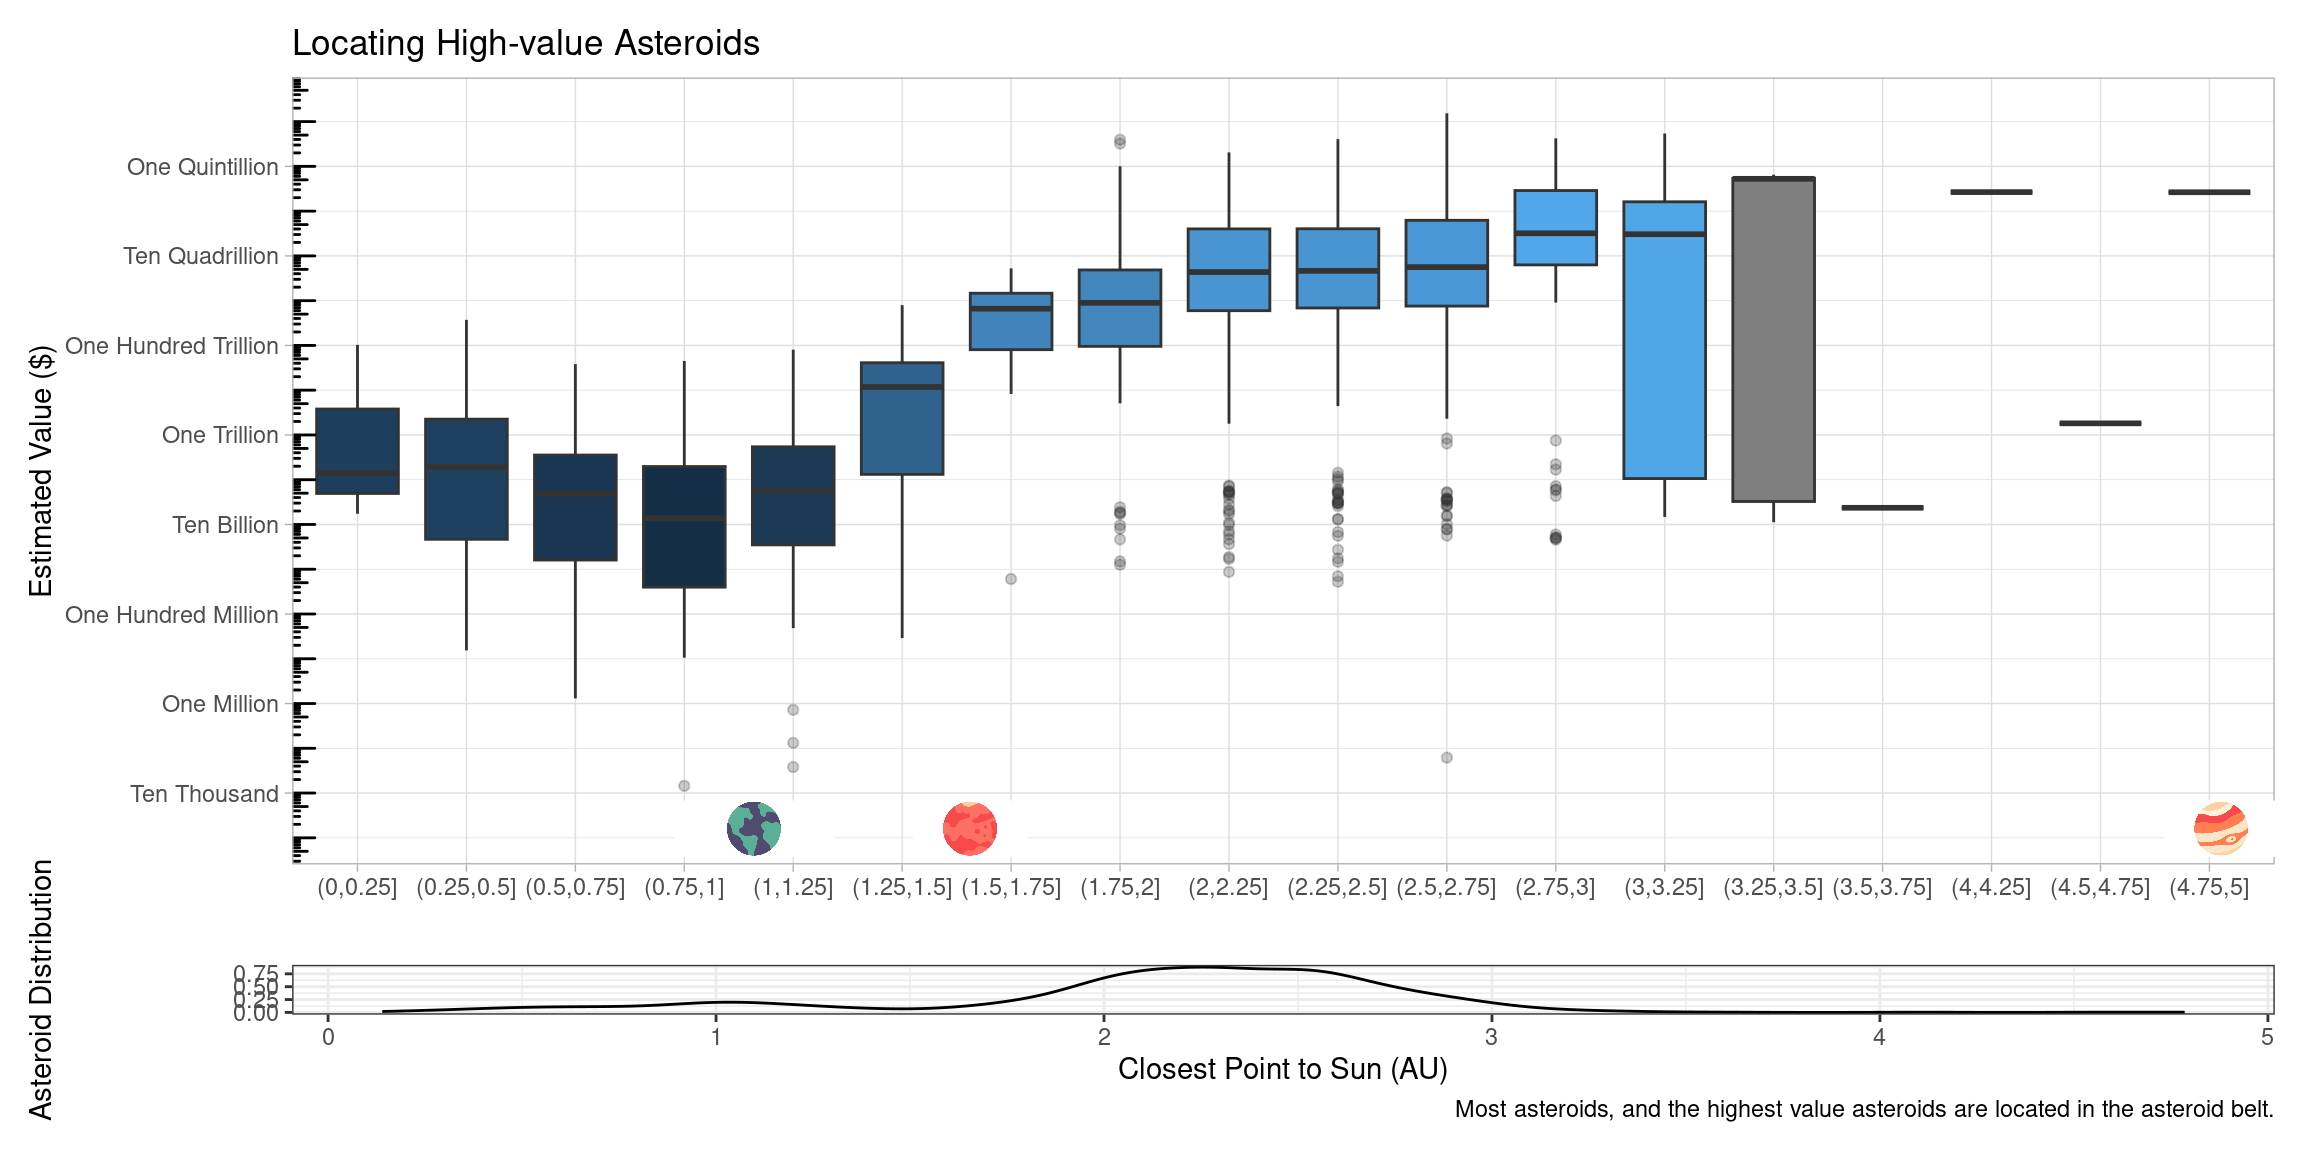 Locating High-value Asteroids
Estimated Value ($)
One Quintillion
Ten Quadrillion
One Hundred Trillion
One Trillion
Ten Billion
One Hundred Million
One Million
Ten Thousand
(0,0.25] (0.25,0.5] (0.5,0.75] (0.75,1] (1,1.25] (1.25,1.5] (1.5,1.75] (1.75,2] (2,2.25] (2.25,2.5] (2.5,2.75] (2.75,3] (3,3.25] (3.25,3.5] (3.5,3.75] (4,4.25] (4.5,4.75] (4.75,5]
Asteroid Distribution
0.75
0.50
0.25
0.00
0 1 2 3 4 5
Closest Point to Sun (AU)
Most asteroids, and the highest value asteroids are located in the asteroid belt.